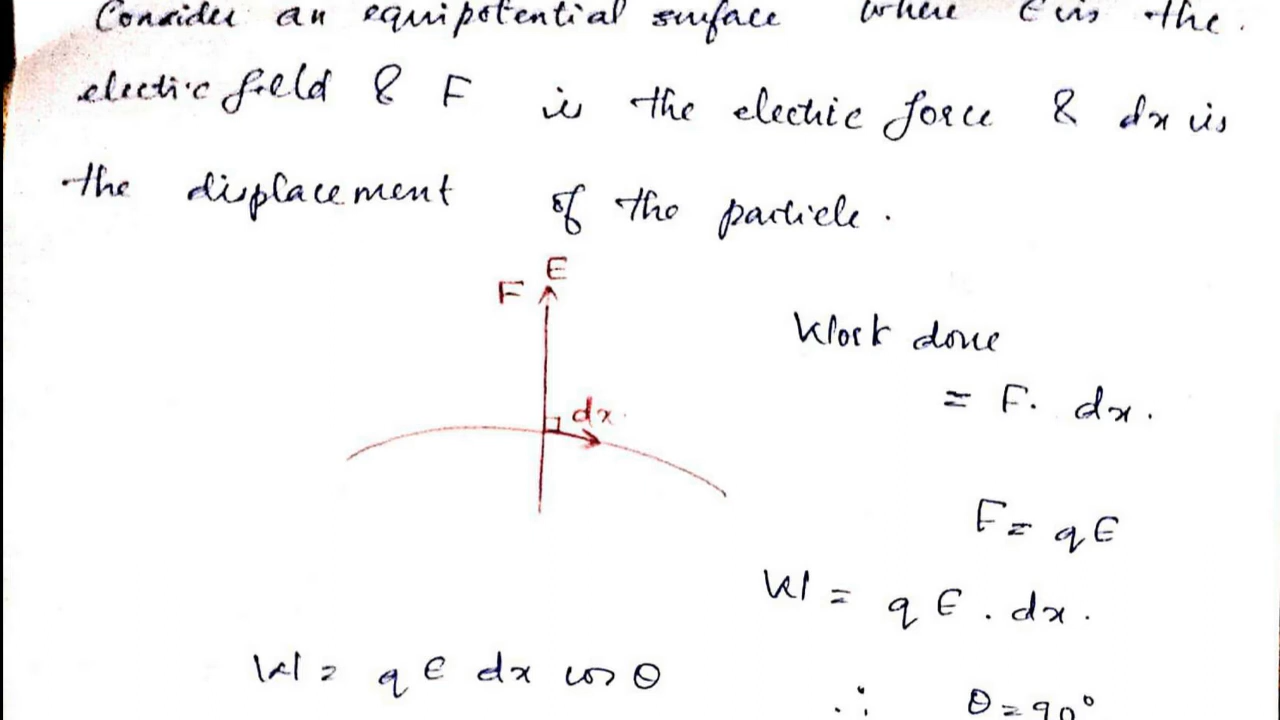 Consider an equipotential surface where E is the
electric field & F is the electric force & dx is
the displacement of the particle.
E
F
dx.
Work done
= F. dx.
F = qE
W = qE. dx.
W = qE dx cos θ
∴ θ = 90°